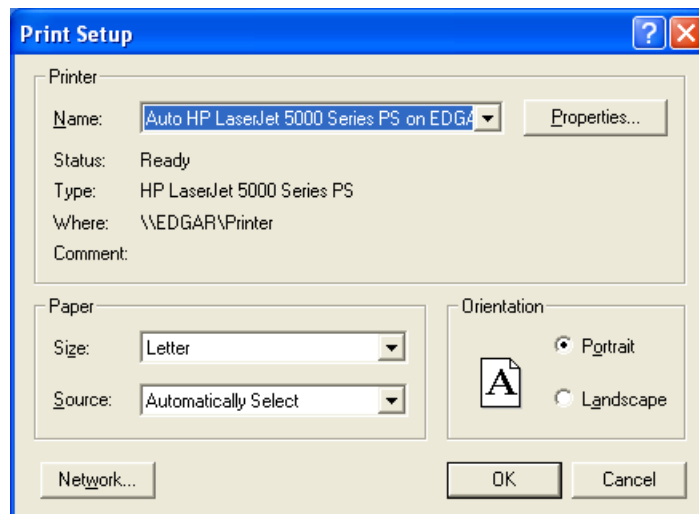 Print Setup
Printer
Name: Auto HP LaserJet 5000 Series PS on EDGA Properties...
Status: Ready
Type: HP LaserJet 5000 Series PS
Where: \\EDGAR\Printer
Comment:
Paper
Size: Letter
Source: Automatically Select
Orientation
A
Portrait
Landscape
Network... OK Cancel